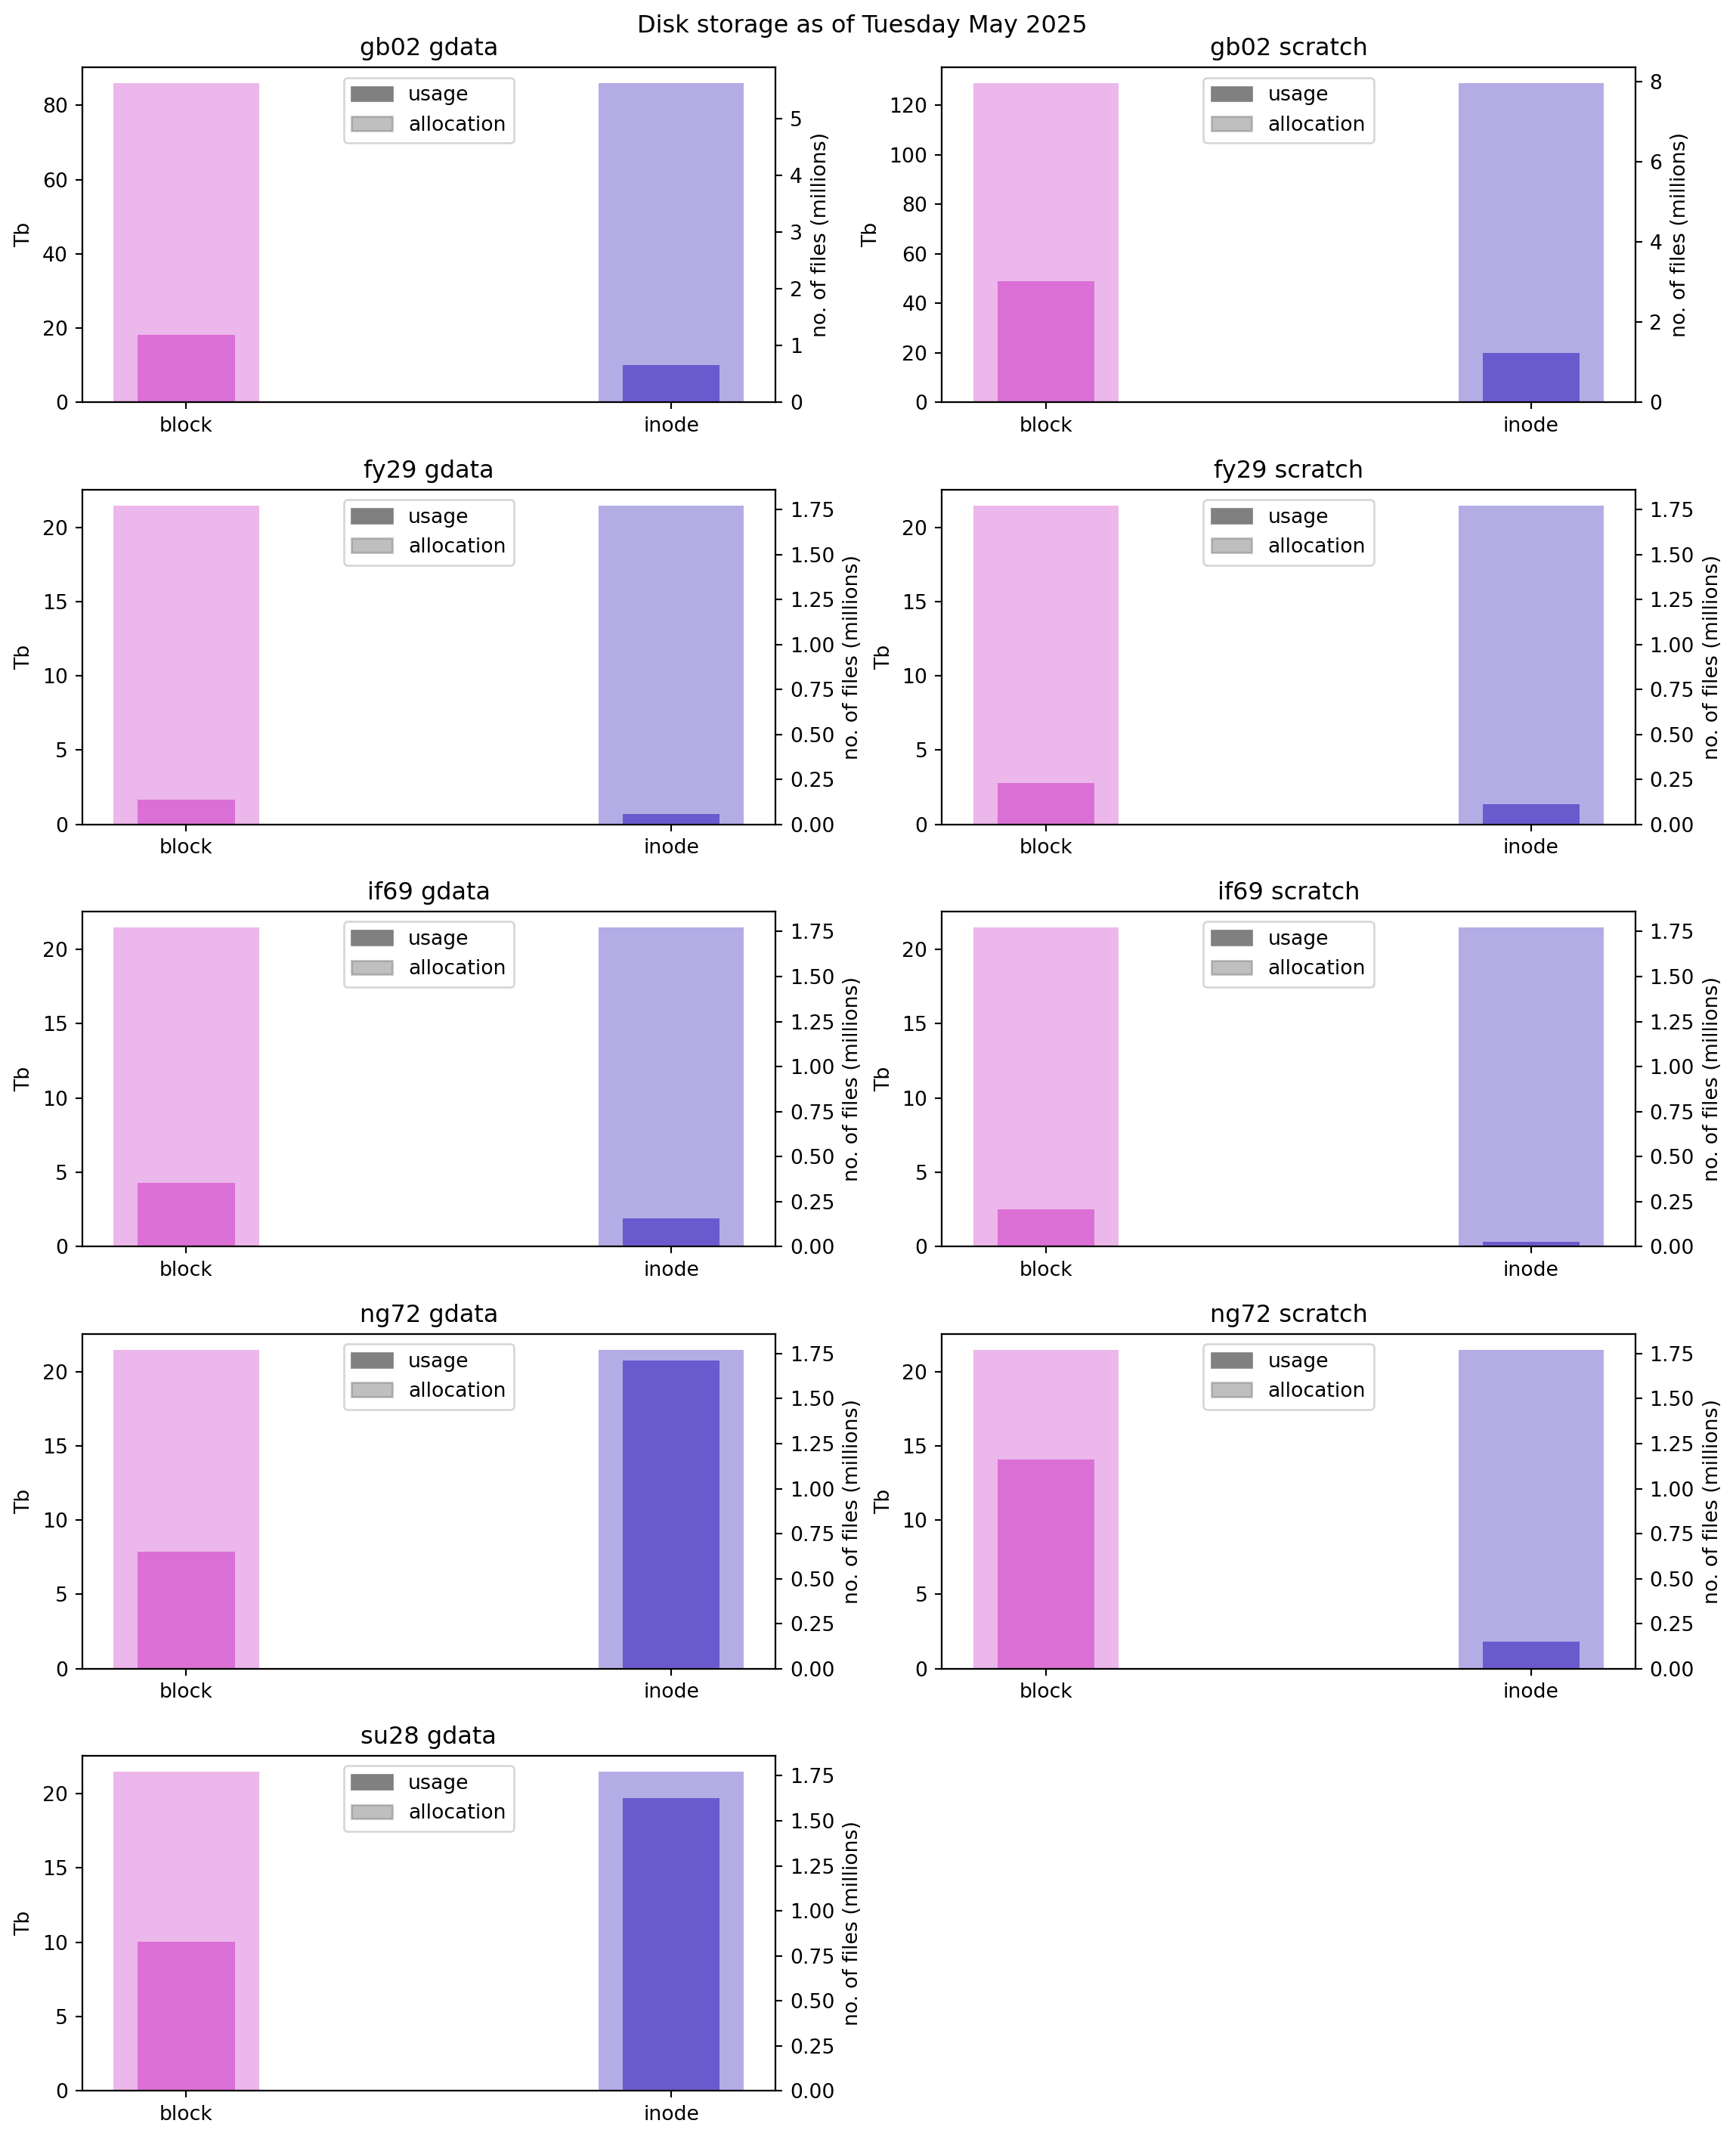 Disk storage as of Tuesday May 2025
gb02 gdata
usage
allocation
Tb
80
60
40
20
0
5
4
3
2
1
0
no. of files (millions)
block inode
gb02 scratch
usage
allocation
Tb
120
100
80
60
40
20
0
8
6
4
2
0
no. of files (millions)
block inode
fy29 gdata
usage
allocation
Tb
20
15
10
5
0
1.75
1.50
1.25
1.00
0.75
0.50
0.25
0.00
no. of files (millions)
block inode
fy29 scratch
usage
allocation
Tb
20
15
10
5
0
1.75
1.50
1.25
1.00
0.75
0.50
0.25
0.00
no. of files (millions)
block inode
if69 gdata
usage
allocation
Tb
20
15
10
5
0
1.75
1.50
1.25
1.00
0.75
0.50
0.25
0.00
no. of files (millions)
block inode
if69 scratch
usage
allocation
Tb
20
15
10
5
0
1.75
1.50
1.25
1.00
0.75
0.50
0.25
0.00
no. of files (millions)
block inode
ng72 gdata
usage
allocation
Tb
20
15
10
5
0
1.75
1.50
1.25
1.00
0.75
0.50
0.25
0.00
no. of files (millions)
block inode
ng72 scratch
usage
allocation
Tb
20
15
10
5
0
1.75
1.50
1.25
1.00
0.75
0.50
0.25
0.00
no. of files (millions)
block inode
su28 gdata
usage
allocation
Tb
20
15
10
5
0
1.75
1.50
1.25
1.00
0.75
0.50
0.25
0.00
no. of files (millions)
block inode